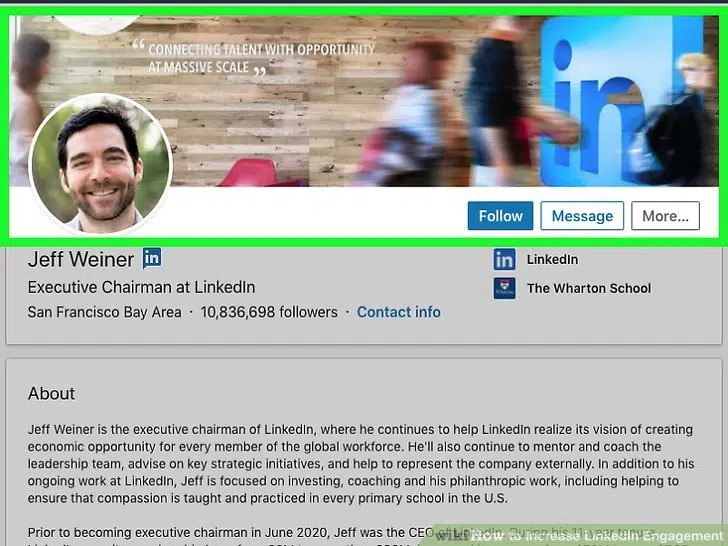 “ CONNECTING TALENT WITH OPPORTUNITY
AT MASSIVE SCALE ”
in
Follow
Message
More...
Jeff Weiner in
in LinkedIn
Executive Chairman at LinkedIn
The Wharton School
San Francisco Bay Area · 10,836,698 followers · Contact info
About
Jeff Weiner is the executive chairman of LinkedIn, where he continues to help LinkedIn realize its vision of creating
economic opportunity for every member of the global workforce. He'll also continue to mentor and coach the
leadership team, advise on key strategic initiatives, and help to represent the company externally. In addition to his
ongoing work at LinkedIn, Jeff is focused on investing, coaching and his philanthropic work, including helping to
ensure that compassion is taught and practiced in every primary school in the U.S.
Prior to becoming executive chairman in June 2020, Jeff was the CEO of LinkedIn. During his 11-year tenure,
wikiHow to Increase LinkedIn Engagement